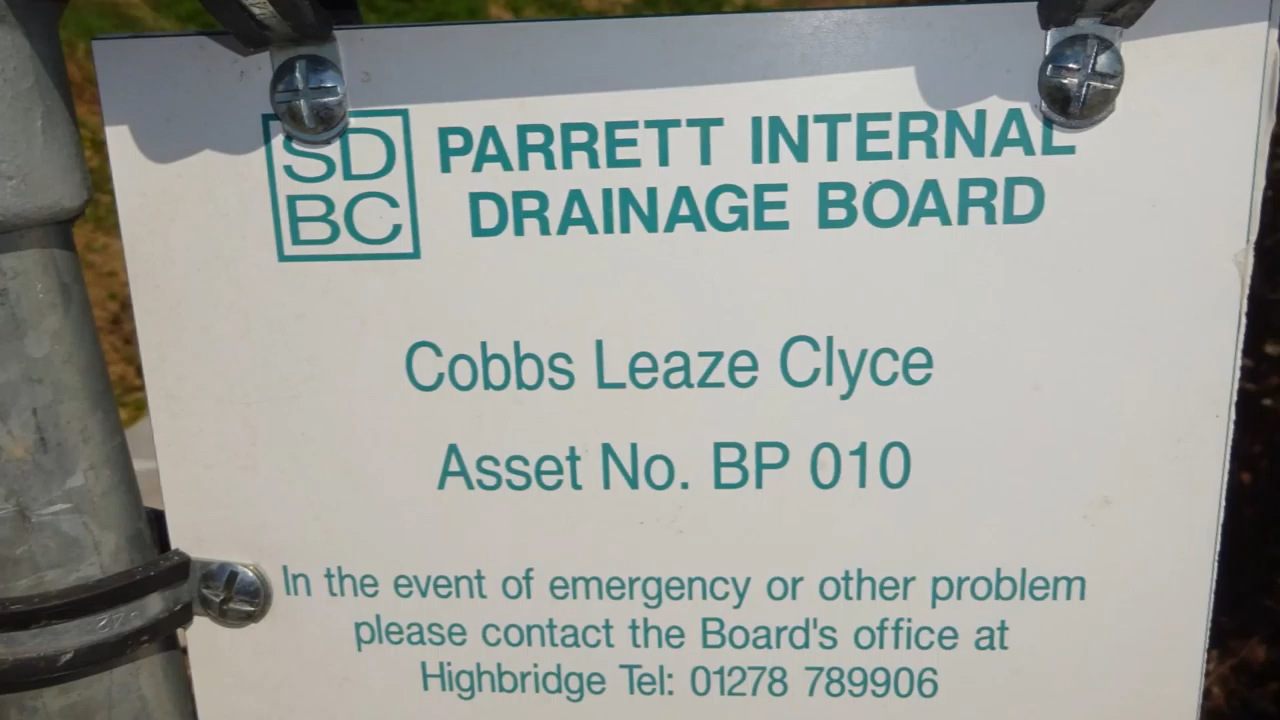 SD
BC
PARRETT INTERNAL
DRAINAGE BOARD
Cobbs Leaze Clyce
Asset No. BP 010
In the event of emergency or other problem
please contact the Board's office at
Highbridge Tel: 01278 789906